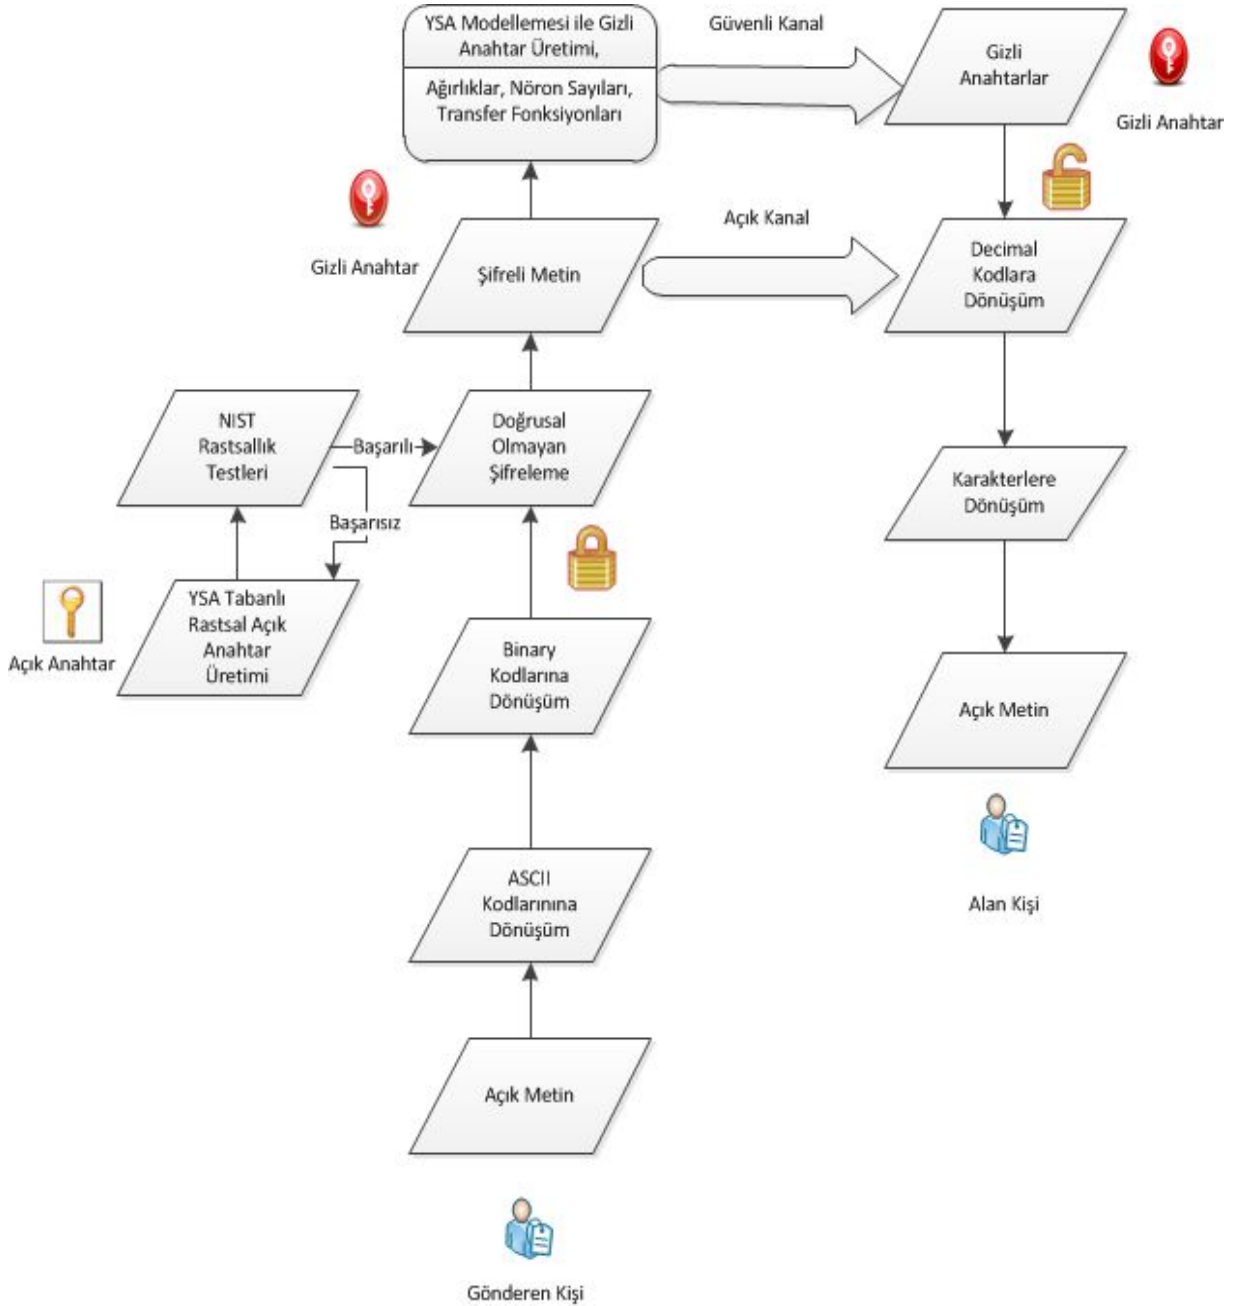 YSA Modellemesi ile Gizli
Anahtar Üretimi,
Ağırlıklar, Nöron Sayıları,
Transfer Fonksiyonları
Güvenli Kanal
Gizli
Anahtarlar
Gizli Anahtar
Gizli Anahtar
Şifreli Metin
Açık Kanal
Decimal
Kodlara
Dönüşüm
NIST
Rastsallık
Testleri
Başarılı
Doğrusal
Olmayan
Şifreleme
Başarısız
Karakterlere
Dönüşüm
Açık Anahtar
YSA Tabanlı
Rastsal Açık
Anahtar
Üretimi
Binary
Kodlarına
Dönüşüm
Açık Metin
Alan Kişi
ASCII
Kodlarınına
Dönüşüm
Açık Metin
Gönderen Kişi